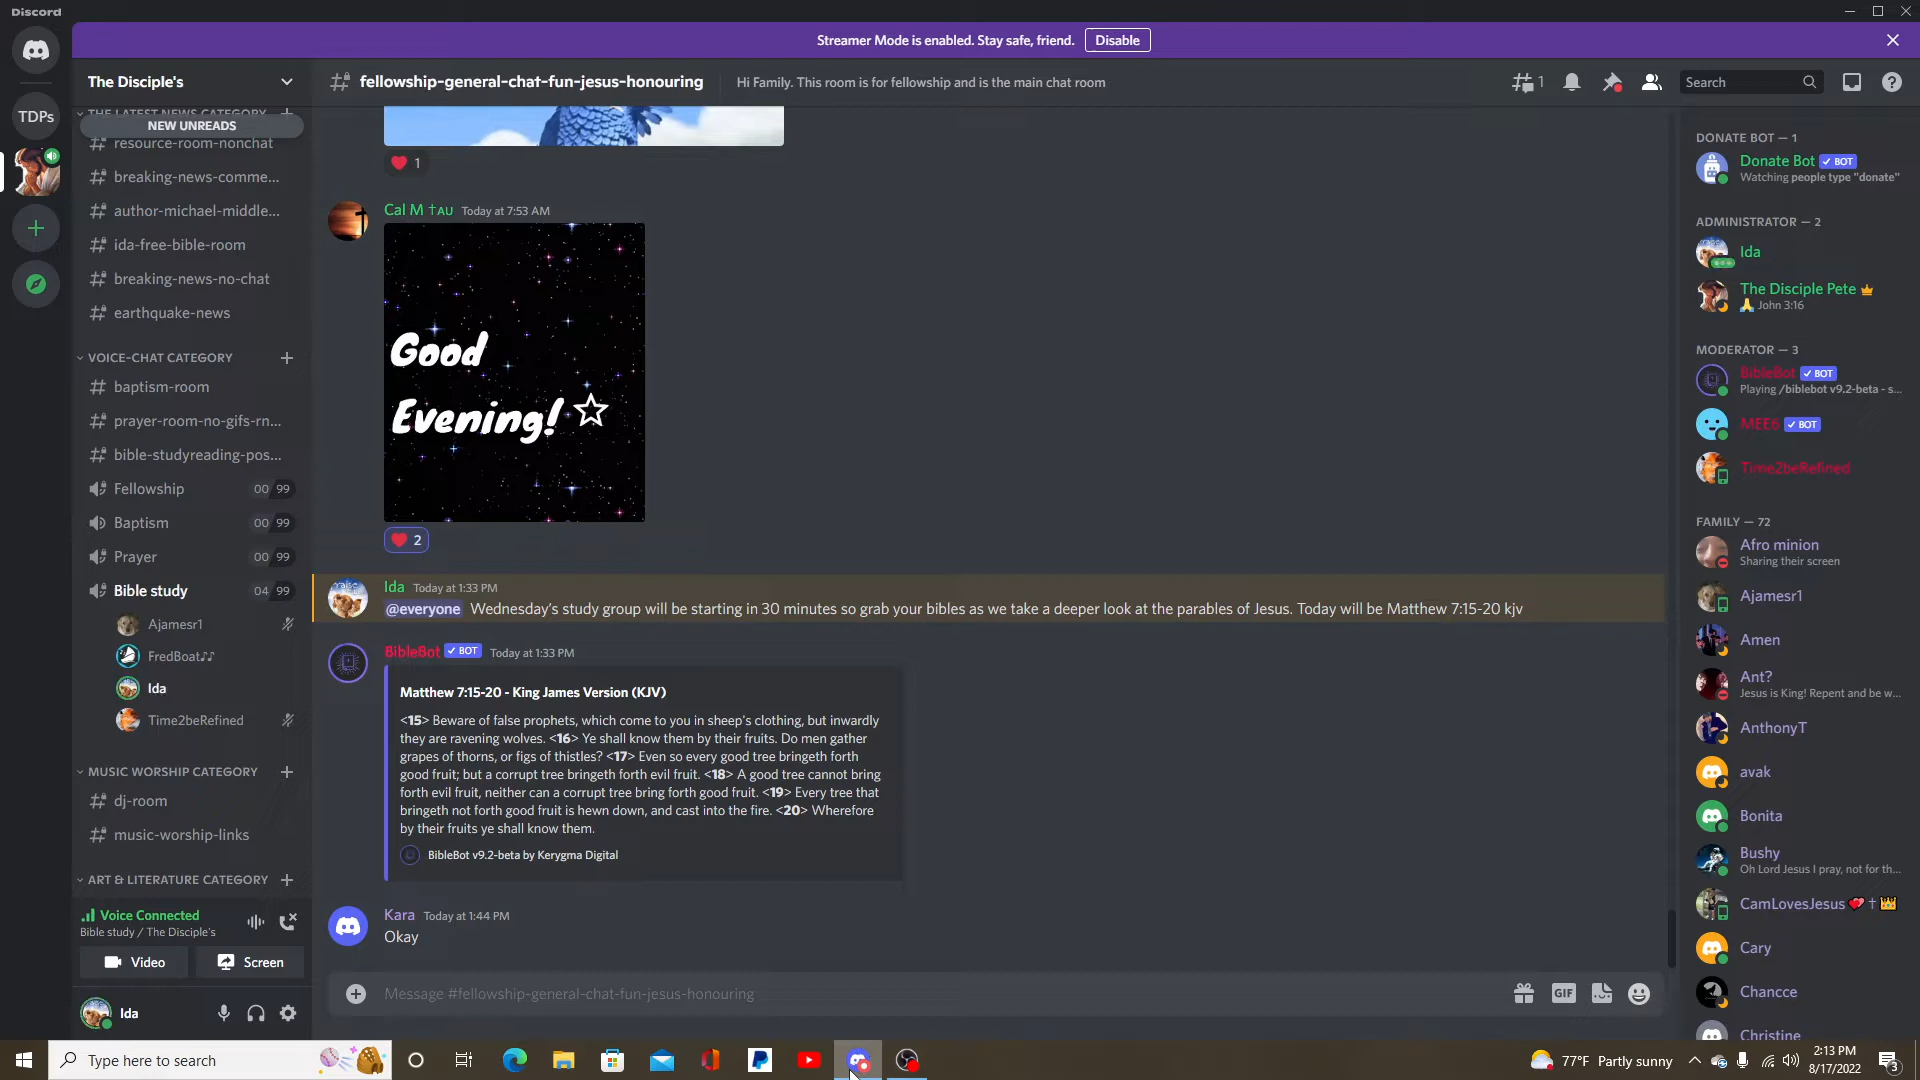 Discord
Streamer Mode is enabled. Stay safe, friend. Disable
TDPs
The Disciple's
THE LATEST NEWS CATEGORY
NEW UNREADS
resource-room-nonchat
breaking-news-comme...
author-michael-middle...
ida-free-bible-room
breaking-news-no-chat
earthquake-news
VOICE-CHAT CATEGORY
baptism-room
prayer-room-no-gifs-rn...
bible-studyreading-pos...
Fellowship 00 99
Baptism 00 99
Prayer 00 99
Bible study 04 99
Ajamesr1
FredBoat♪♪
Ida
Time2beRefined
MUSIC WORSHIP CATEGORY
dj-room
music-worship-links
ART & LITERATURE CATEGORY
Voice Connected
Bible study / The Disciple's
Video Screen
Ida
fellowship-general-chat-fun-jesus-honouring Hi Family. This room is for fellowship and is the main chat room
1 Search
1
Cal M †AU Today at 7:53 AM
Good
Evening! ☆
2
Ida Today at 1:33 PM
@everyone Wednesday's study group will be starting in 30 minutes so grab your bibles as we take a deeper look at the parables of Jesus. Today will be Matthew 7:15-20 kjv
BibleBot ✓ BOT Today at 1:33 PM
Matthew 7:15-20 - King James Version (KJV)
<15> Beware of false prophets, which come to you in sheep's clothing, but inwardly
they are ravening wolves. <16> Ye shall know them by their fruits. Do men gather
grapes of thorns, or figs of thistles? <17> Even so every good tree bringeth forth
good fruit; but a corrupt tree bringeth forth evil fruit. <18> A good tree cannot bring
forth evil fruit, neither can a corrupt tree bring forth good fruit. <19> Every tree that
bringeth not forth good fruit is hewn down, and cast into the fire. <20> Wherefore
by their fruits ye shall know them.
BibleBot v9.2-beta by Kerygma Digital
Kara Today at 1:44 PM
Okay
Message #fellowship-general-chat-fun-jesus-honouring
GIF
DONATE BOT — 1
Donate Bot ✓ BOT
Watching people type "donate"
ADMINISTRATOR — 2
Ida
The Disciple Pete
🙏 John 3:16
MODERATOR — 3
BibleBot ✓ BOT
Playing /biblebot v9.2-beta - s...
MEE6 ✓ BOT
Time2beRefined
FAMILY — 72
Afro minion
Sharing their screen
Ajamesr1
Amen
Ant?
Jesus is King! Repent and be w...
AnthonyT
avak
Bonita
Bushy
Oh Lord Jesus I pray, not for th...
CamLovesJesus 💖 † 👑
Cary
Chancce
Christine
Type here to search
77°F Partly sunny
2:13 PM
8/17/2022
3